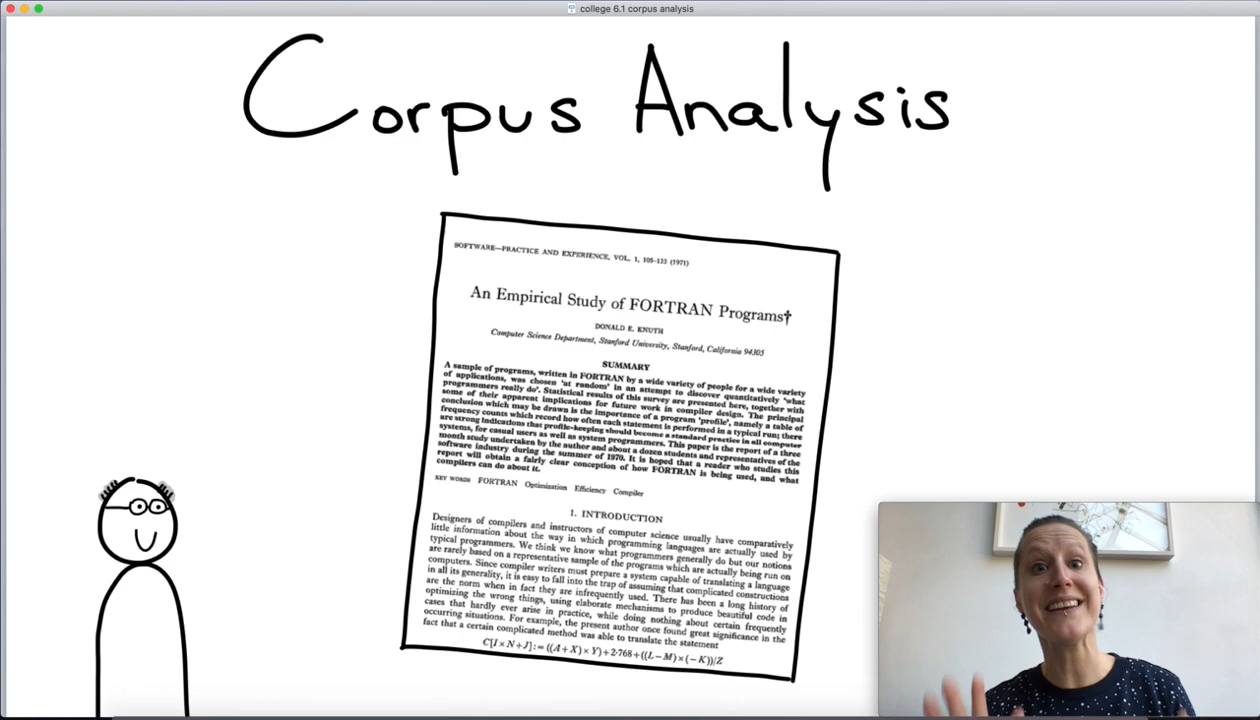 college 6.1 corpus analysis
Corpus Analysis
SOFTWARE—PRACTICE AND EXPERIENCE, VOL. 1, 105–133 (1971)
An Empirical Study of FORTRAN Programs†
DONALD E. KNUTH
Computer Science Department, Stanford University, Stanford, California 94305
SUMMARY
A sample of programs, written in FORTRAN by a wide variety of people for a wide variety
of applications, was chosen 'at random' in an attempt to discover quantitatively 'what
programmers really do'. Statistical results of this survey are presented here, together with
some of their apparent implications for future work in compiler design. The principal
conclusion which may be drawn is the importance of a program 'profile', namely a table of
frequency counts which record how often each statement is performed in a typical run; there
are strong indications that profile-keeping should become a standard practice in all computer
systems, for casual users as well as system programmers. This paper is the report of a three
month study undertaken by the author and about a dozen students and representatives of the
software industry during the summer of 1970. It is hoped that a reader who studies this
report will obtain a fairly clear conception of how FORTRAN is being used, and what
compilers can do about it.
KEY WORDS FORTRAN Optimization Efficiency Compiler
1. INTRODUCTION
Designers of compilers and instructors of computer science usually have comparatively
little information about the way in which programming languages are actually used by
typical programmers. We think we know what programmers generally do but our notions
are rarely based on a representative sample of the programs which are actually being run on
computers. Since compiler writers must prepare a system capable of translating a language
in all its generality, it is easy to fall into the trap of assuming that complicated constructions
are the norm when in fact they are infrequently used. There has been a long history of
optimizing the wrong things, using elaborate mechanisms to produce beautiful code in
cases that hardly ever arise in practice, while doing nothing about certain frequently
occurring situations. For example, the present author once found great significance in the
fact that a certain complicated method was able to translate the statement
C[I×N+J]:=((A+X)×Y)+2·768+((L−M)×(−K))/Z